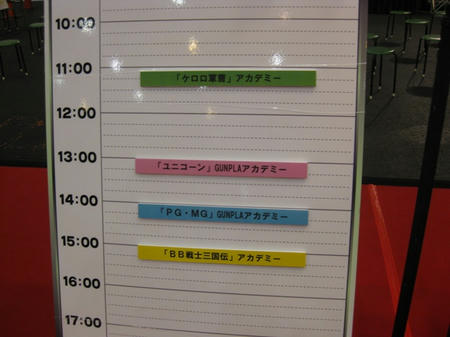 10:00
11:00
「ケロロ軍曹」アカデミー
12:00
13:00
「ユニコーン」GUNPLAアカデミー
14:00
「PG・MG」GUNPLAアカデミー
15:00
「BB戦士三国伝」アカデミー
16:00
17:00